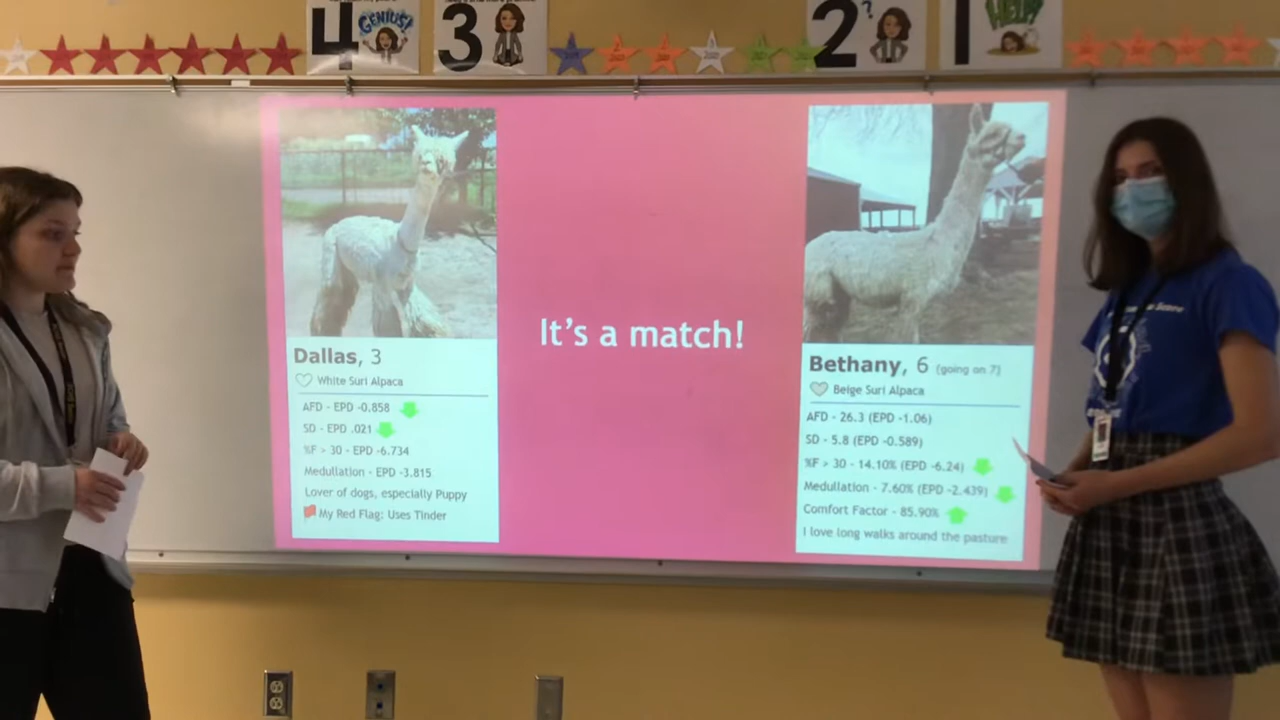 4
GENIUS!
3
2
?
1
HELP!
It's a match!
Dallas, 3
White Suri Alpaca
AFD - EPD -0.858
SD - EPD .021
%F > 30 - EPD -6.734
Medullation - EPD -3.815
Lover of dogs, especially Puppy
My Red Flag: Uses Tinder
Bethany, 6 (going on 7)
Beige Suri Alpaca
AFD - 26.3 (EPD -1.06)
SD - 5.8 (EPD -0.589)
%F > 30 - 14.10% (EPD -6.24)
Medullation - 7.60% (EPD -2.439)
Comfort Factor - 85.90%
I love long walks around the pasture